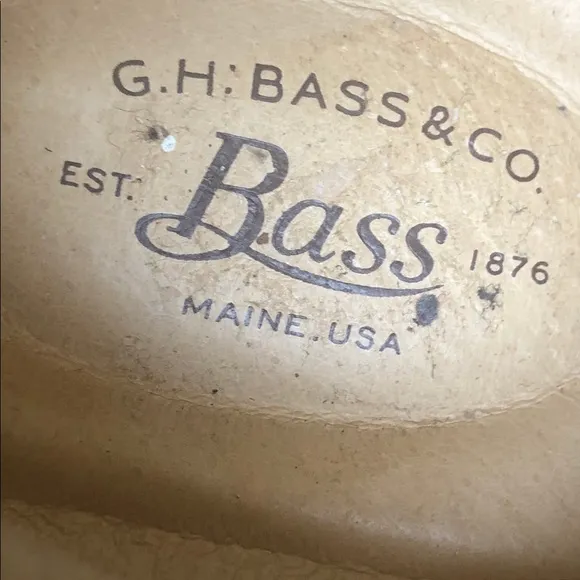 G.H. BASS & CO.
EST. Bass 1876
MAINE. USA